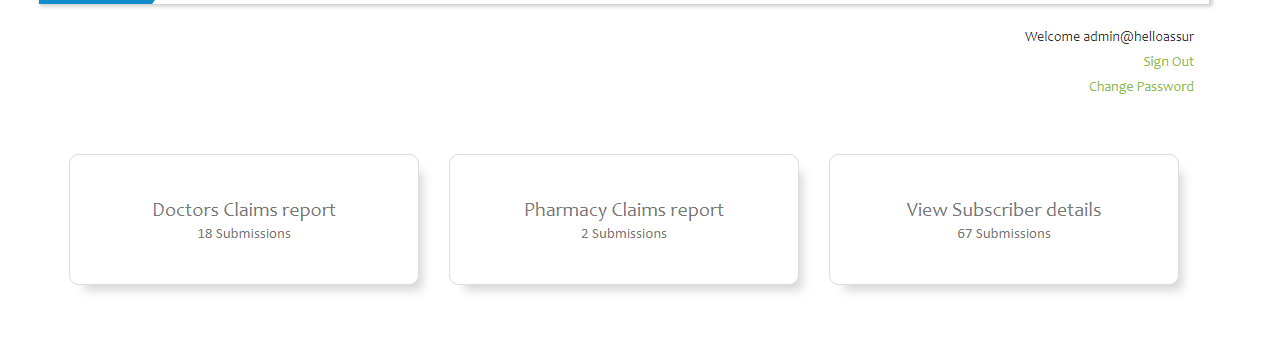 Welcome admin@helloassur
Sign Out
Change Password
Doctors Claims report
18 Submissions
Pharmacy Claims report
2 Submissions
View Subscriber details
67 Submissions